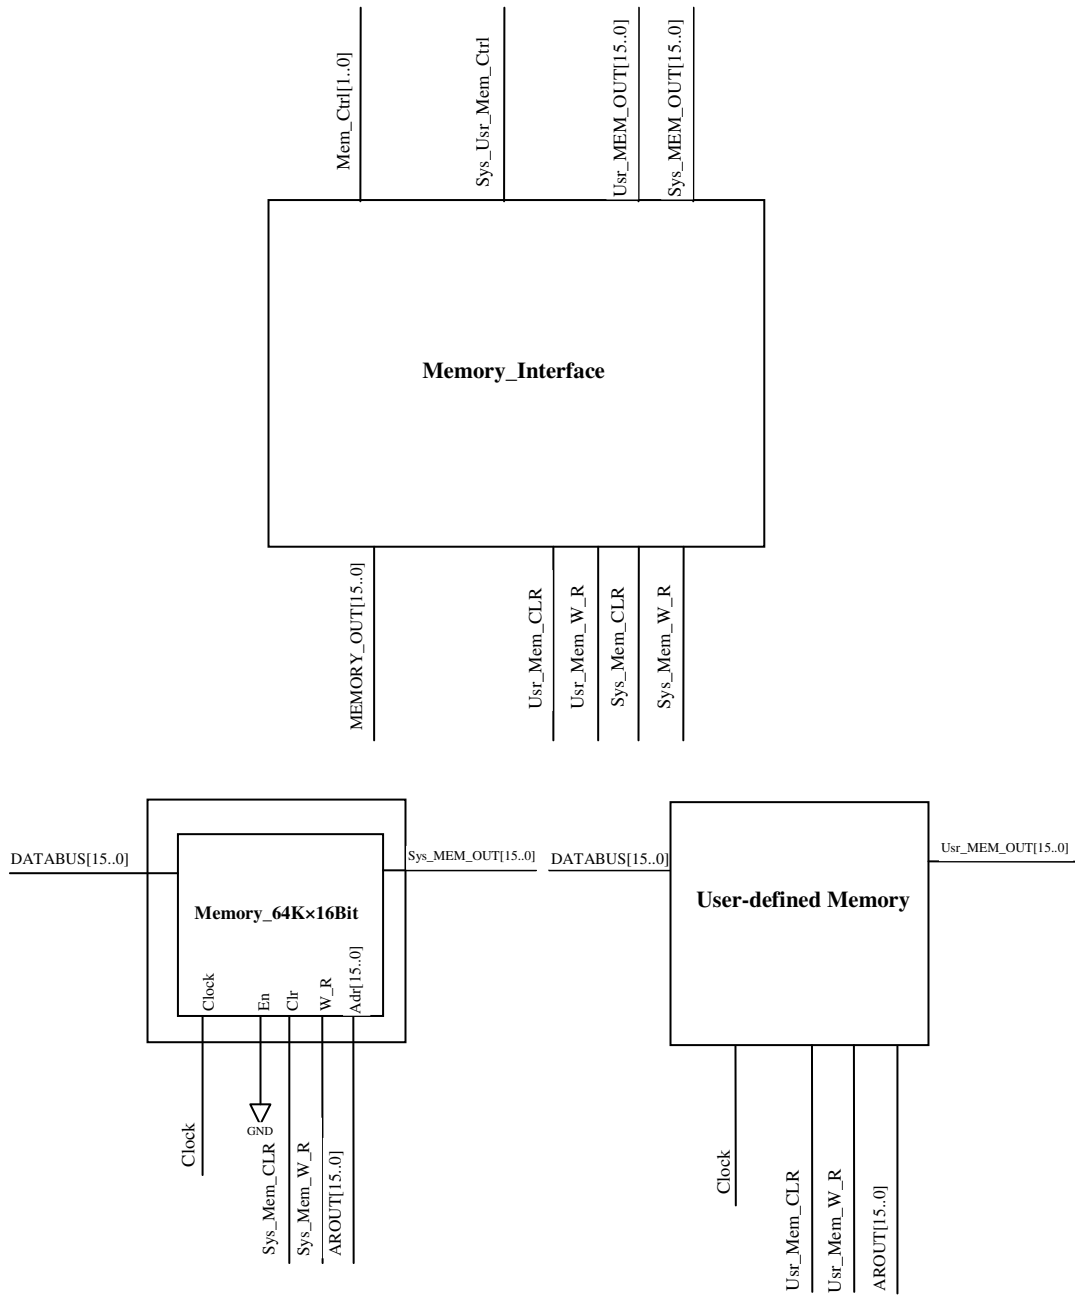 Mem_Ctrl[1..0]
Sys_Usr_Mem_Ctrl
Usr_MEM_OUT[15..0]
Sys_MEM_OUT[15..0]
Memory_Interface
MEMORY_OUT[15..0]
Usr_Mem_CLR
Usr_Mem_W_R
Sys_Mem_CLR
Sys_Mem_W_R
DATABUS[15..0]
Sys_MEM_OUT[15..0]
Memory_64K×16Bit
Clock
En
Clr
W_R
Adr[15..0]
Clock
GND
Sys_Mem_CLR
Sys_Mem_W_R
AROUT[15..0]
DATABUS[15..0]
Usr_MEM_OUT[15..0]
User-defined Memory
Clock
Usr_Mem_CLR
Usr_Mem_W_R
AROUT[15..0]